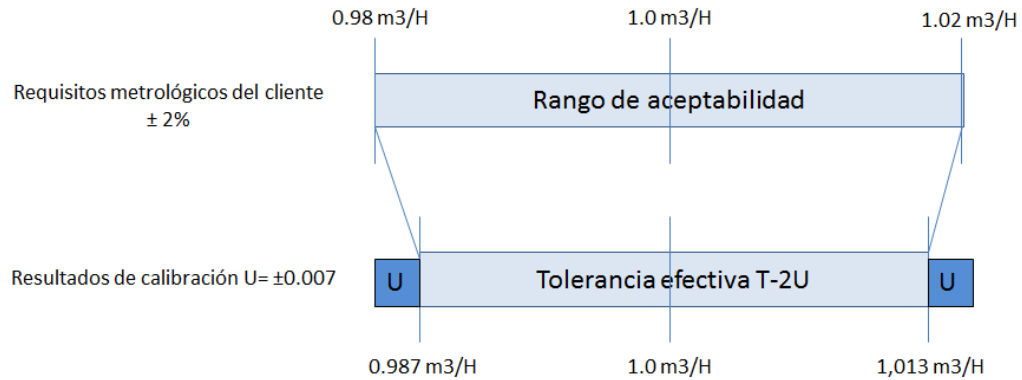 0.98 m3/H
1.0 m3/H
1.02 m3/H
Requisitos metrológicos del cliente
± 2%
Rango de aceptabilidad
Resultados de calibración U= ±0.007
U
Tolerancia efectiva T-2U
U
0.987 m3/H
1.0 m3/H
1,013 m3/H